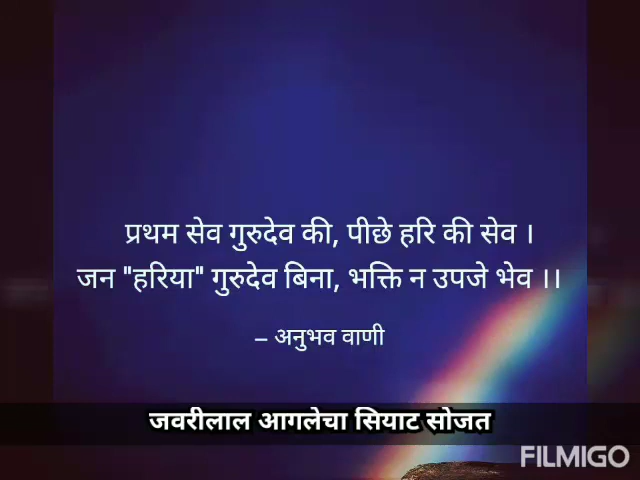 प्रथम सेव गुरुदेव की, पीछे हरि की सेव ।
जन "हरिया" गुरुदेव बिना, भक्ति न उपजे भेव ।।
– अनुभव वाणी
जवरीलाल आगलेचा सियाट सोजत
FILMIGO